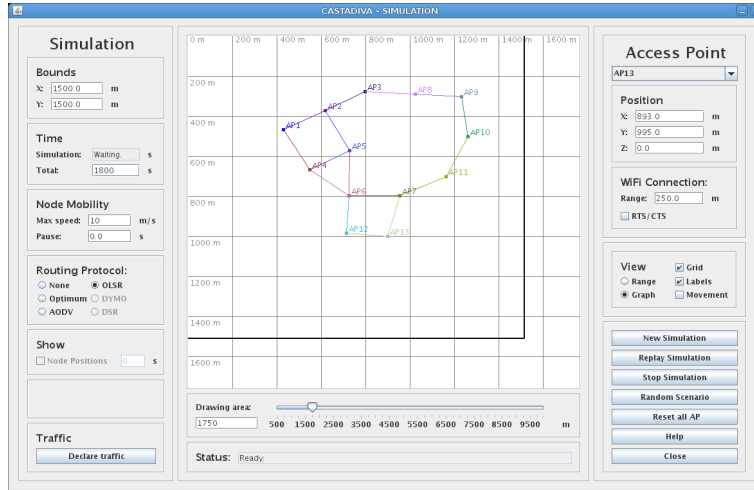 CASTADIVA - SIMULATION
Simulation
Bounds
X: 1500.0 m
Y: 1500.0 m
Time
Simulation: Waiting. s
Total: 1800 s
Node Mobility
Max speed: 10 m/s
Pause: 0.0 s
Routing Protocol:
None OLSR
Optimum DYMO
AODV DSR
Show
Node Positions 0 s
Traffic
Declare traffic
0 m 200 m 400 m 600 m 800 m 1000 m 1200 m 1400 m 1600 m
200 m
400 m
600 m
800 m
1000 m
1200 m
1400 m
1600 m
AP3 AP8 AP9
AP2
AP1
AP10
AP5
AP4
AP11
AP6 AP7
AP12 AP13
Drawing area:
1750
500 1500 2500 3500 4500 5500 6500 7500 8500 9500 m
Status: Ready.
Access Point
AP13
Position
X: 893.0 m
Y: 995.0 m
Z: 0.0 m
WiFi Connection:
Range: 250.0 m
RTS/CTS
View Grid
Range Labels
Graph Movement
New Simulation
Replay Simulation
Stop Simulation
Random Scenario
Reset all AP
Help
Close